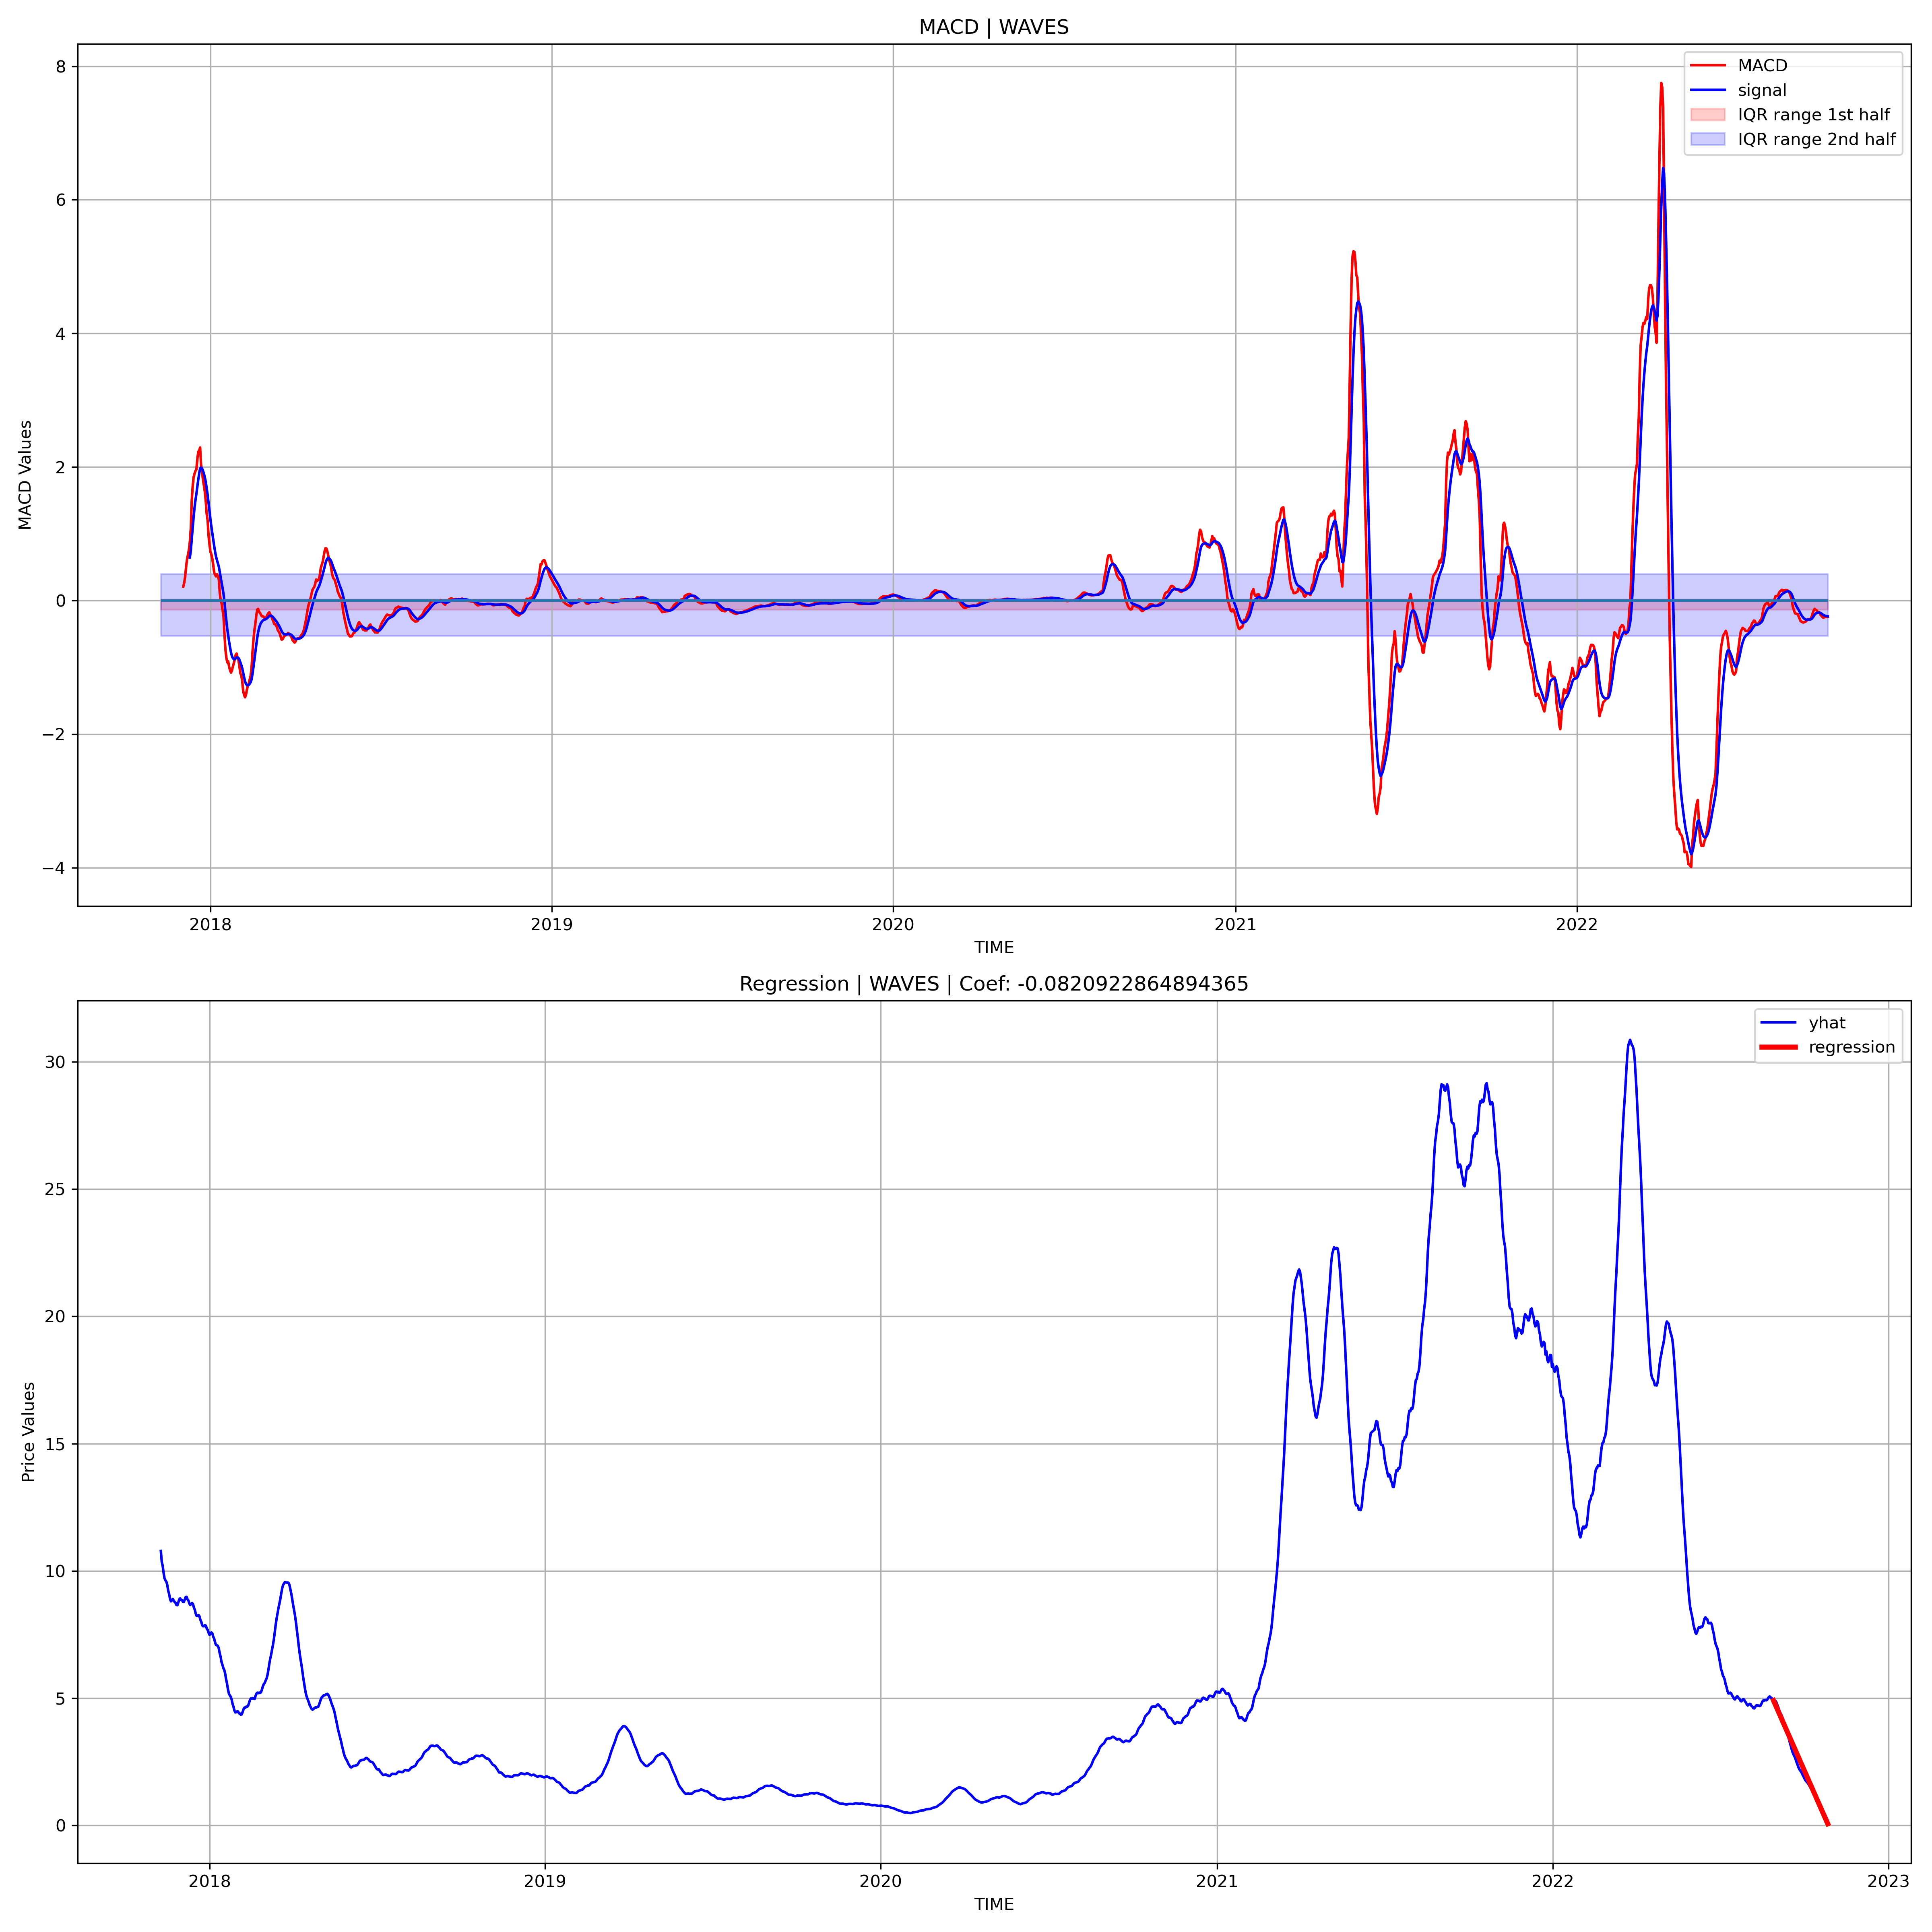 MACD | WAVES
MACD Values
8
6
4
2
0
−2
−4
MACD
signal
IQR range 1st half
IQR range 2nd half
2018 2019 2020 2021 2022
TIME
Regression | WAVES | Coef: -0.0820922864894365
Price Values
30
25
20
15
10
5
0
yhat
regression
2018 2019 2020 2021 2022 2023
TIME